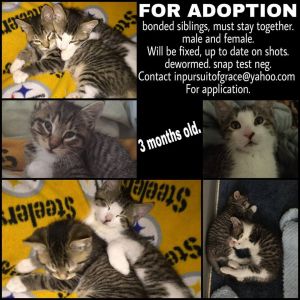 FOR ADOPTION
bonded siblings, must stay together.
male and female.
Will be fixed, up to date on shots.
dewormed. snap test neg.
Contact inpursuitofgrace@yahoo.com
For application.
3 months old.
Steelers
Steelers